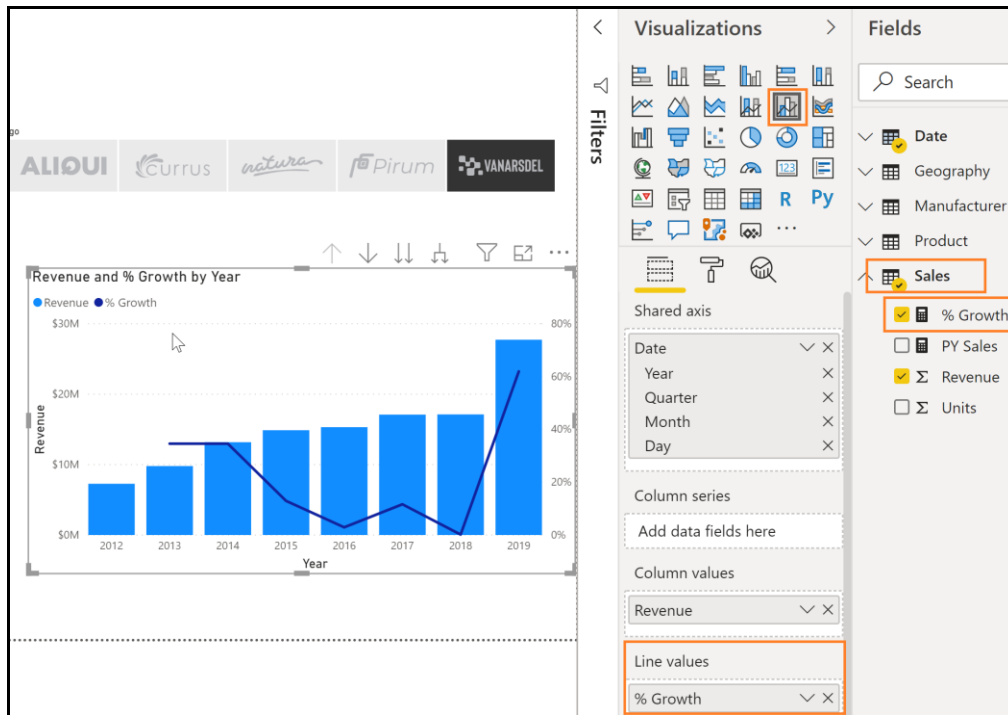 go
ALIQUI
Currus
natura
Pirum
VANARSDEL
Revenue and % Growth by Year
Revenue % Growth
$30M
$20M
$10M
$0M
Revenue
80%
60%
40%
20%
0%
2012 2013 2014 2015 2016 2017 2018 2019
Year
Filters
Visualizations
123
R Py
Shared axis
Date
Year
Quarter
Month
Day
Column series
Add data fields here
Column values
Revenue
Line values
% Growth
Fields
Search
Date
Geography
Manufacturer
Product
Sales
% Growth
PY Sales
Revenue
Units